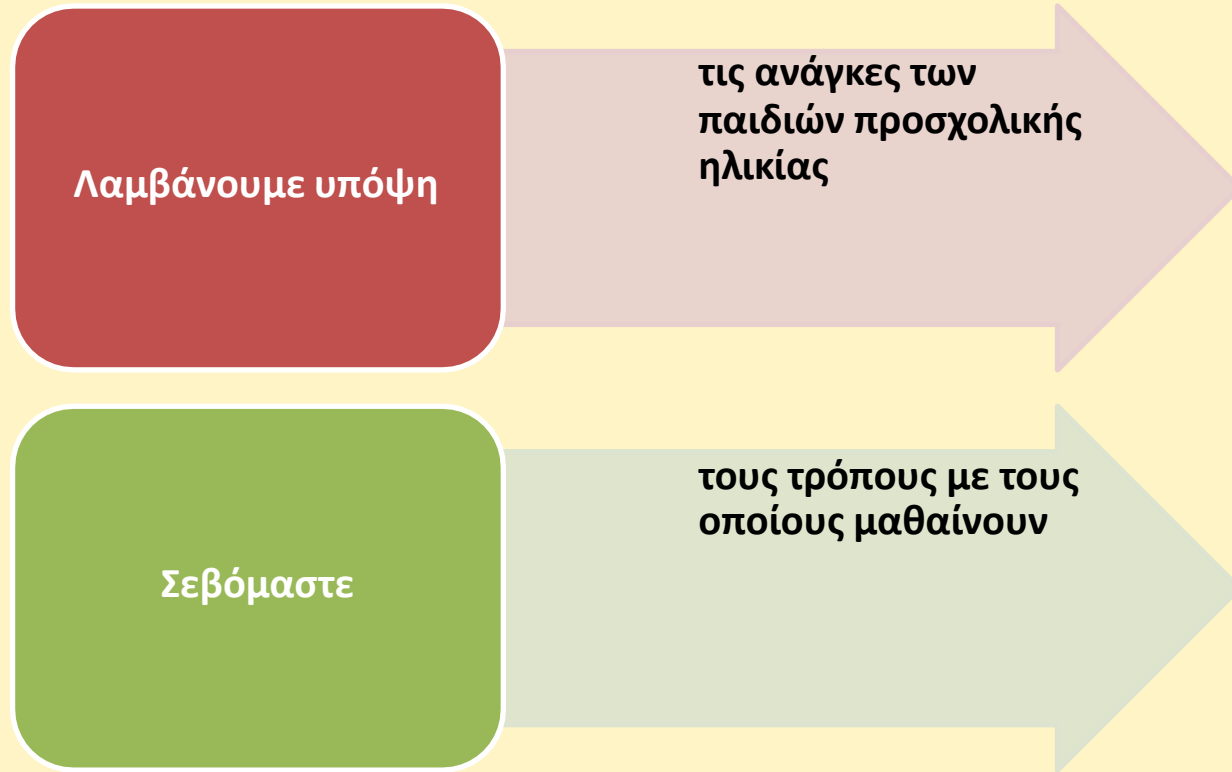 Λαμβάνουμε υπόψη
τις ανάγκες των
παιδιών προσχολικής
ηλικίας
Σεβόμαστε
τους τρόπους με τους
οποίους μαθαίνουν